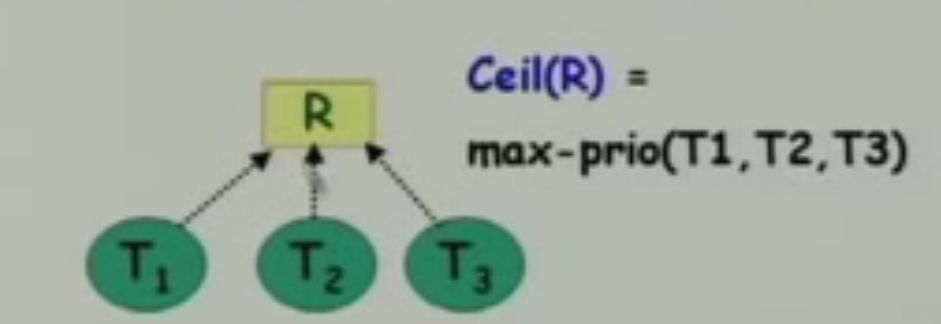 R
Ceil(R) =
max-prio(T1,T2,T3)
T1 T2 T3